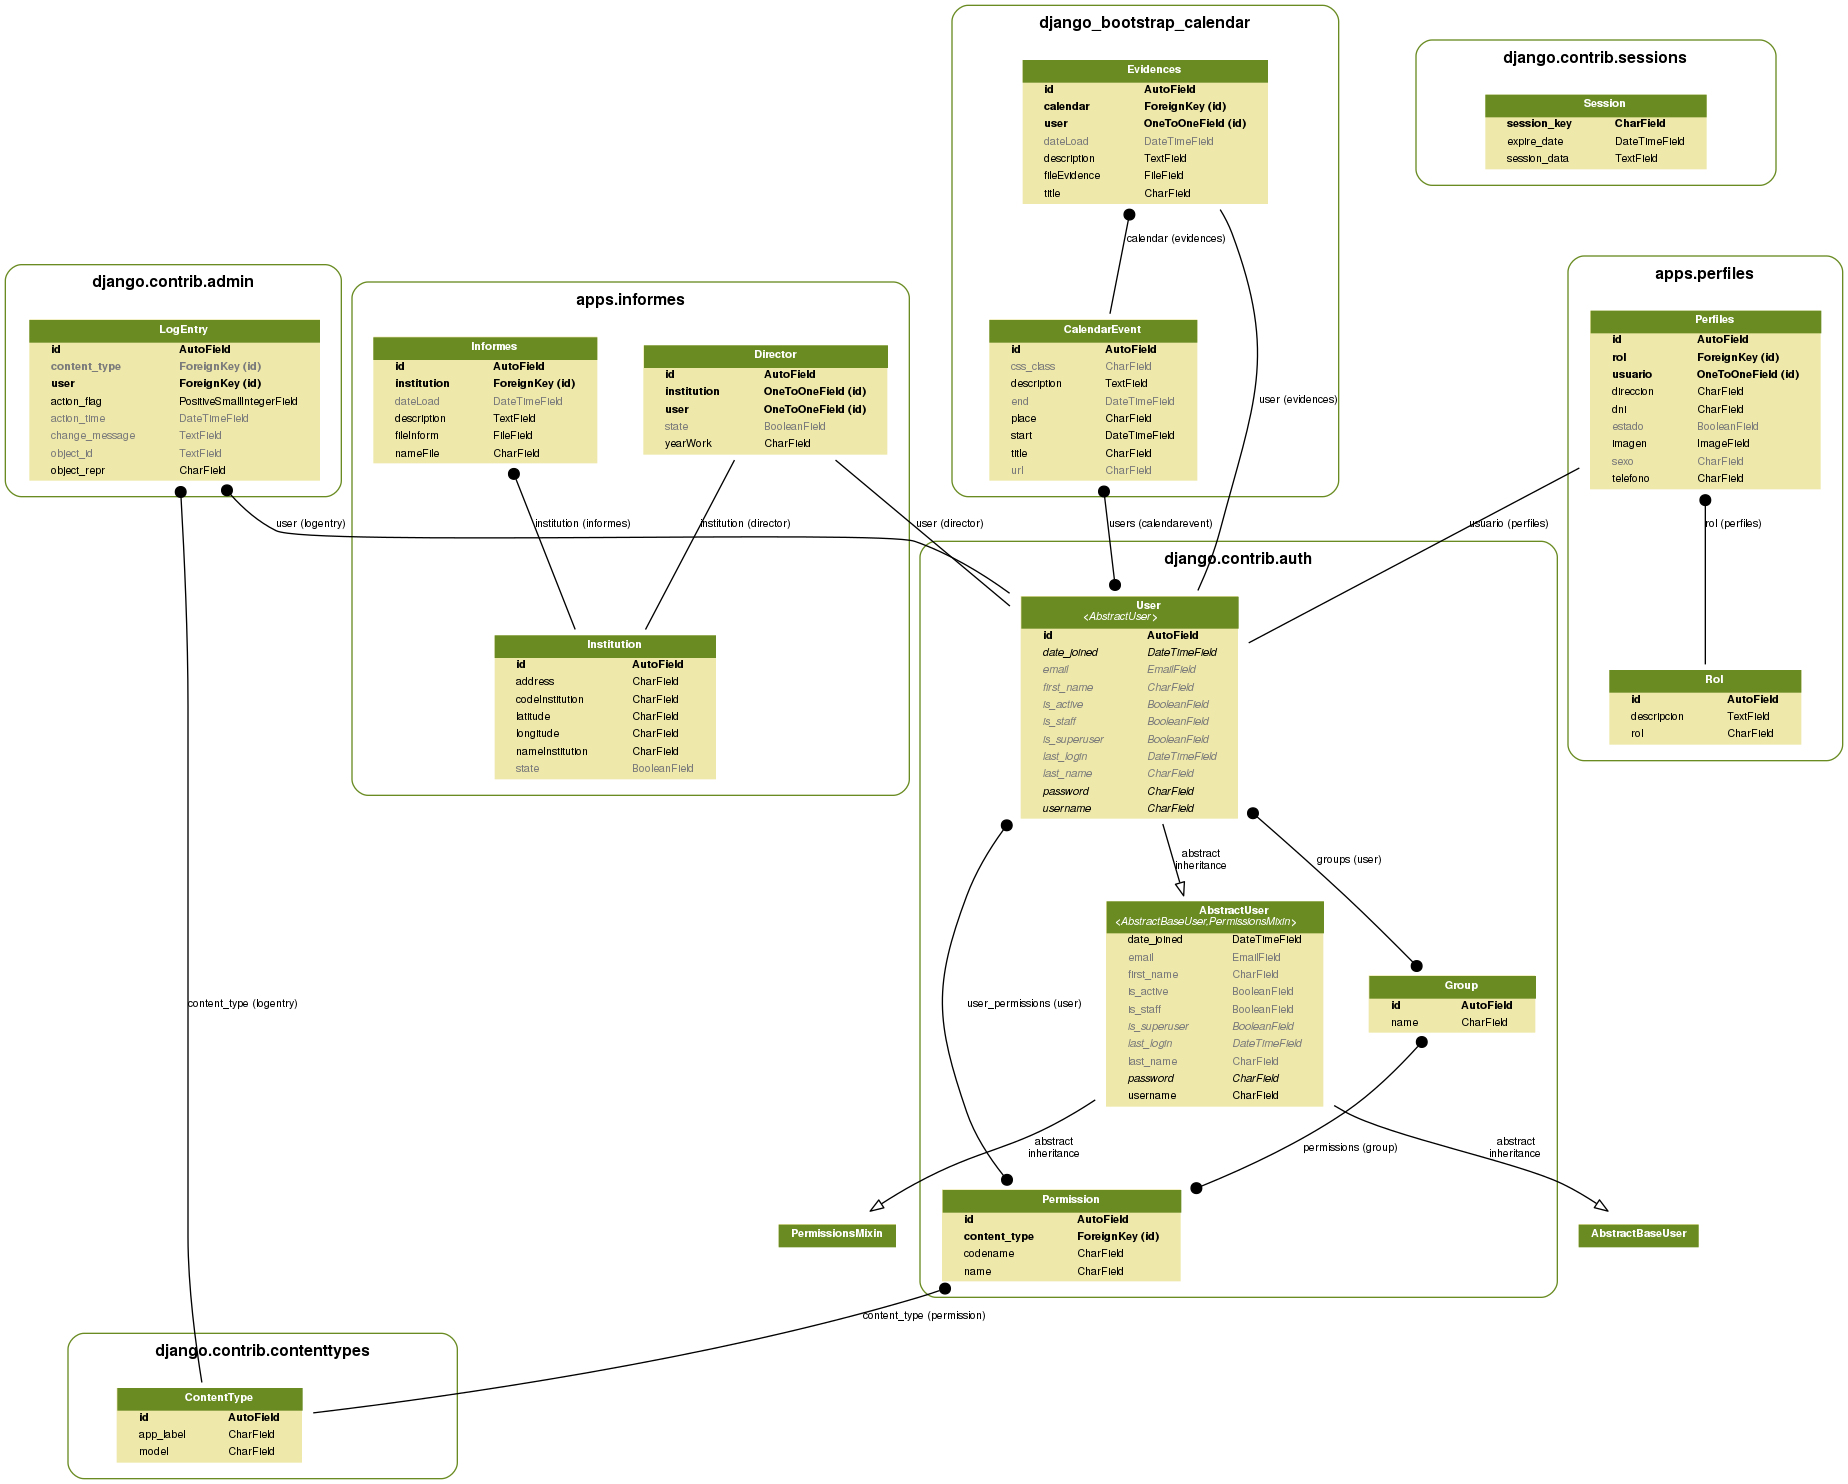 django_bootstrap_calendar
Evidences
id AutoField
calendar ForeignKey (id)
user OneToOneField (id)
dateLoad DateTimeField
description TextField
fileEvidence FileField
title CharField
calendar (evidences)
user (evidences)
CalendarEvent
id AutoField
css_class CharField
description TextField
end DateTimeField
place CharField
start DateTimeField
title CharField
url CharField
users (calendarevent)
django.contrib.sessions
Session
session_key CharField
expire_date DateTimeField
session_data TextField
django.contrib.admin
LogEntry
id AutoField
content_type ForeignKey (id)
user ForeignKey (id)
action_flag PositiveSmallIntegerField
action_time DateTimeField
change_message TextField
object_id TextField
object_repr CharField
user (logentry)
content_type (logentry)
apps.informes
Informes
id AutoField
institution ForeignKey (id)
dateLoad DateTimeField
description TextField
fileInform FileField
nameFile CharField
institution (informes)
Director
id AutoField
institution OneToOneField (id)
user OneToOneField (id)
state BooleanField
yearWork CharField
institution (director)
user (director)
Institution
id AutoField
address CharField
codeInstitution CharField
latitude CharField
longitude CharField
nameInstitution CharField
state BooleanField
apps.perfiles
Perfiles
id AutoField
rol ForeignKey (id)
usuario OneToOneField (id)
direccion CharField
dni CharField
estado BooleanField
imagen ImageField
sexo CharField
telefono CharField
usuario (perfiles)
rol (perfiles)
Rol
id AutoField
descripcion TextField
rol CharField
django.contrib.auth
User
<AbstractUser>
id AutoField
date_joined DateTimeField
email EmailField
first_name CharField
is_active BooleanField
is_staff BooleanField
is_superuser BooleanField
last_login DateTimeField
last_name CharField
password CharField
username CharField
abstract
inheritance
groups (user)
user_permissions (user)
AbstractUser
<AbstractBaseUser,PermissionsMixin>
date_joined DateTimeField
email EmailField
first_name CharField
is_active BooleanField
is_staff BooleanField
is_superuser BooleanField
last_login DateTimeField
last_name CharField
password CharField
username CharField
Group
id AutoField
name CharField
permissions (group)
abstract
inheritance
abstract
inheritance
PermissionsMixin
Permission
id AutoField
content_type ForeignKey (id)
codename CharField
name CharField
AbstractBaseUser
content_type (permission)
django.contrib.contenttypes
ContentType
id AutoField
app_label CharField
model CharField